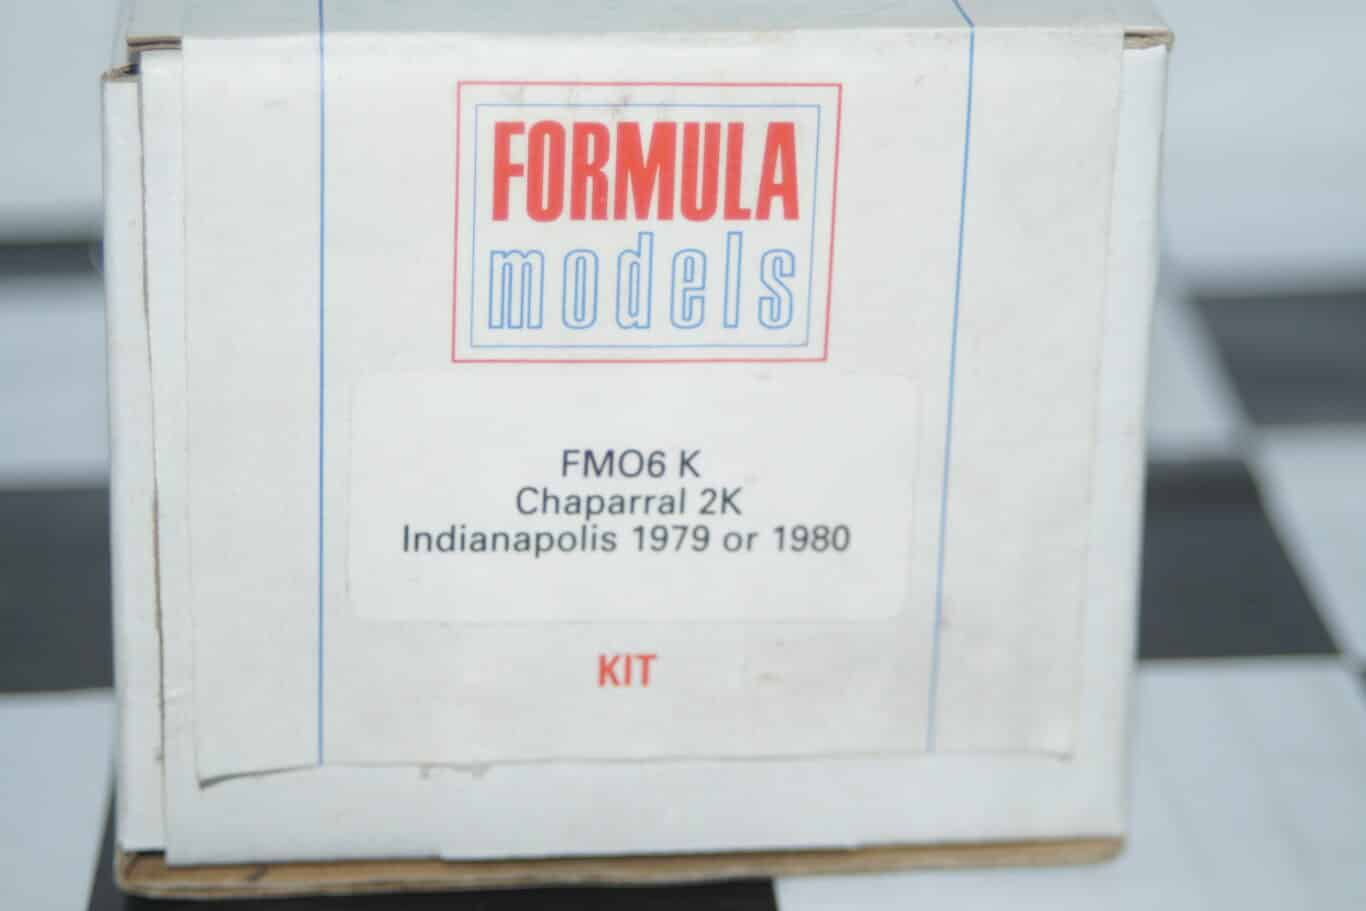 FORMULA
models
FMO6 K
Chaparral 2K
Indianapolis 1979 or 1980
KIT